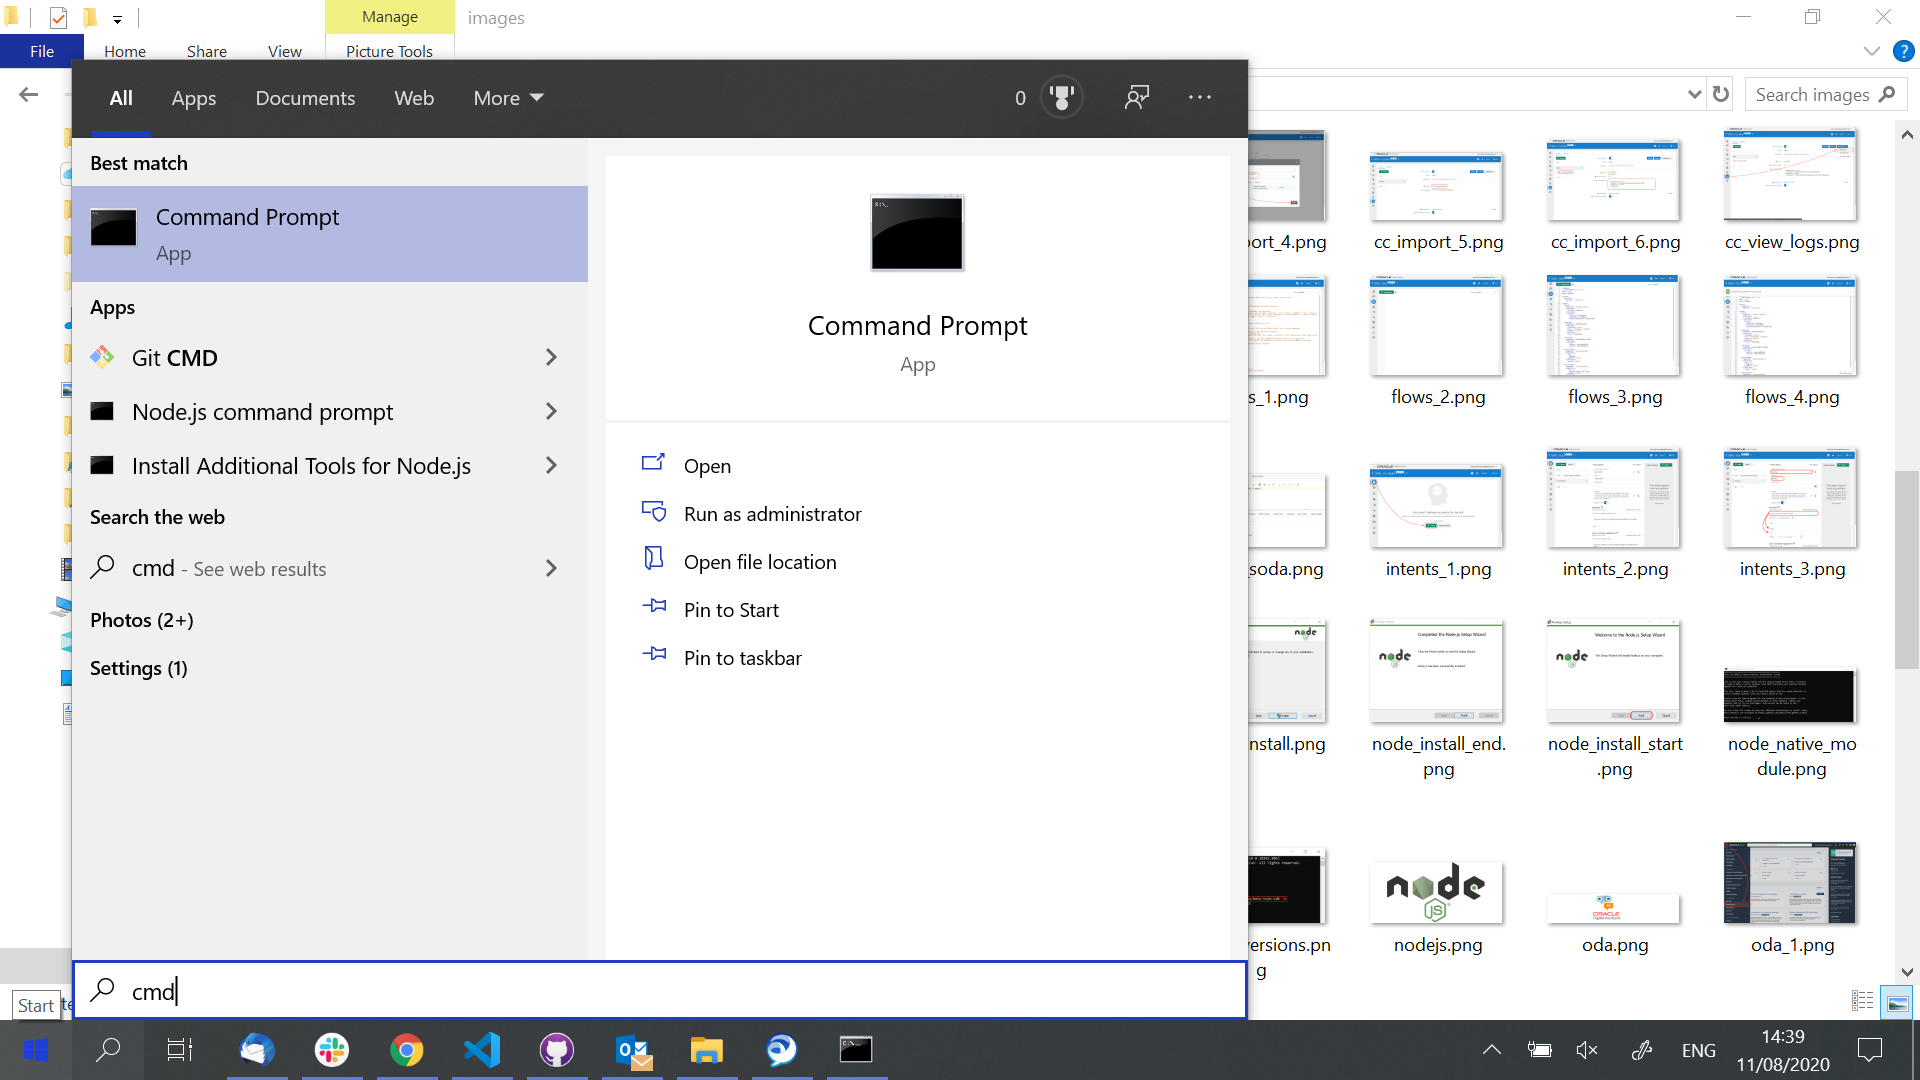 Manage
images
File
Home
Share
View
Picture Tools
All
Apps
Documents
Web
More
0
Search images
Best match
Command Prompt
App
Apps
Git CMD
Node.js command prompt
Install Additional Tools for Node.js
Search the web
cmd - See web results
Photos (2+)
Settings (1)
Command Prompt
App
Open
Run as administrator
Open file location
Pin to Start
Pin to taskbar
ort_4.png
cc_import_5.png
cc_import_6.png
cc_view_logs.png
s_1.png
flows_2.png
flows_3.png
flows_4.png
soda.png
intents_1.png
intents_2.png
intents_3.png
nstall.png
node_install_end.
png
node_install_start
.png
node_native_mo
dule.png
ersions.pn
g
nodejs.png
oda.png
oda_1.png
cmd
Start
14:39
ENG
11/08/2020